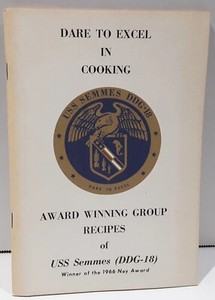 DARE TO EXCEL
IN
COOKING
USS SEMMES DDG-18
DARE TO EXCEL
AWARD WINNING GROUP
RECIPES
of
USS Semmes (DDG-18)
Winner of the 1966 Ney Award